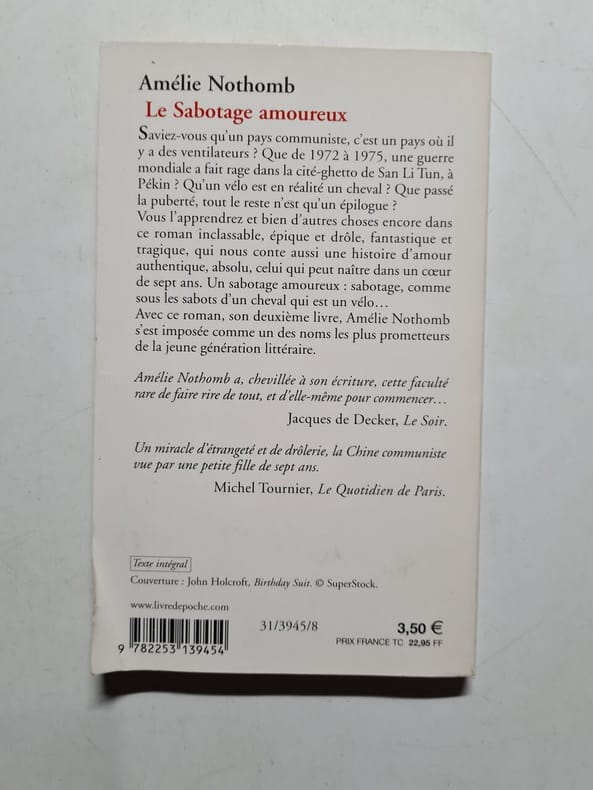 Amélie Nothomb
Le Sabotage amoureux
Saviez-vous qu'un pays communiste, c'est un pays où il
y a des ventilateurs ? Que de 1972 à 1975, une guerre
mondiale a fait rage dans la cité-ghetto de San Li Tun, à
Pékin ? Qu'un vélo est en réalité un cheval ? Que passé
la puberté, tout le reste n'est qu'un épilogue ?
Vous l'apprendrez et bien d'autres choses encore dans
ce roman inclassable, épique et drôle, fantastique et
tragique, qui nous conte aussi une histoire d'amour
authentique, absolu, celui qui peut naître dans un cœur
de sept ans. Un sabotage amoureux : sabotage, comme
sous les sabots d'un cheval qui est un vélo...
Avec ce roman, son deuxième livre, Amélie Nothomb
s'est imposée comme un des noms les plus prometteurs
de la jeune génération littéraire.
Amélie Nothomb a, chevillée à son écriture, cette faculté
rare de faire rire de tout, et d'elle-même pour commencer...
Jacques de Decker, Le Soir.
Un miracle d'étrangeté et de drôlerie, la Chine communiste
vue par une petite fille de sept ans.
Michel Tournier, Le Quotidien de Paris.
Texte intégral
Couverture : John Holcroft, Birthday Suit. © SuperStock.
www.livredepoche.com
31/3945/8
3,50 €
PRIX FRANCE TC 22,95 FF
9 782253 139454